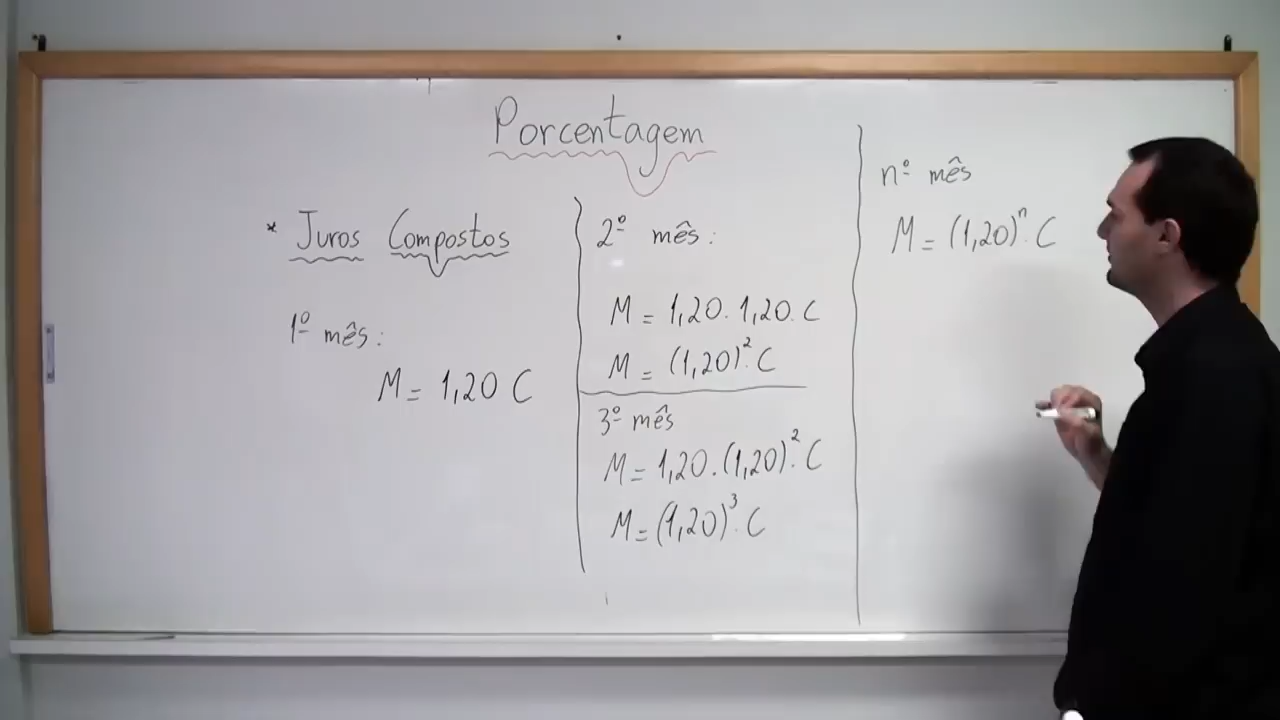 Porcentagem
* Juros Compostos
1º mês:
M = 1,20 C
2º mês:
M = 1,20. 1,20. C
M = (1,20)². C
3º mês
M = 1,20. (1,20)². C
M = (1,20)³. C
nº mês
M = (1,20)ⁿ. C